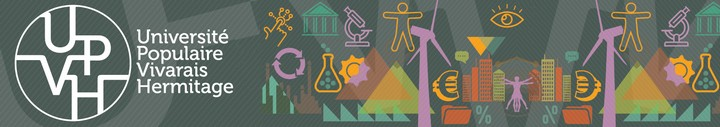 UPVH
Université
Populaire
Vivarais
Hermitage
% %